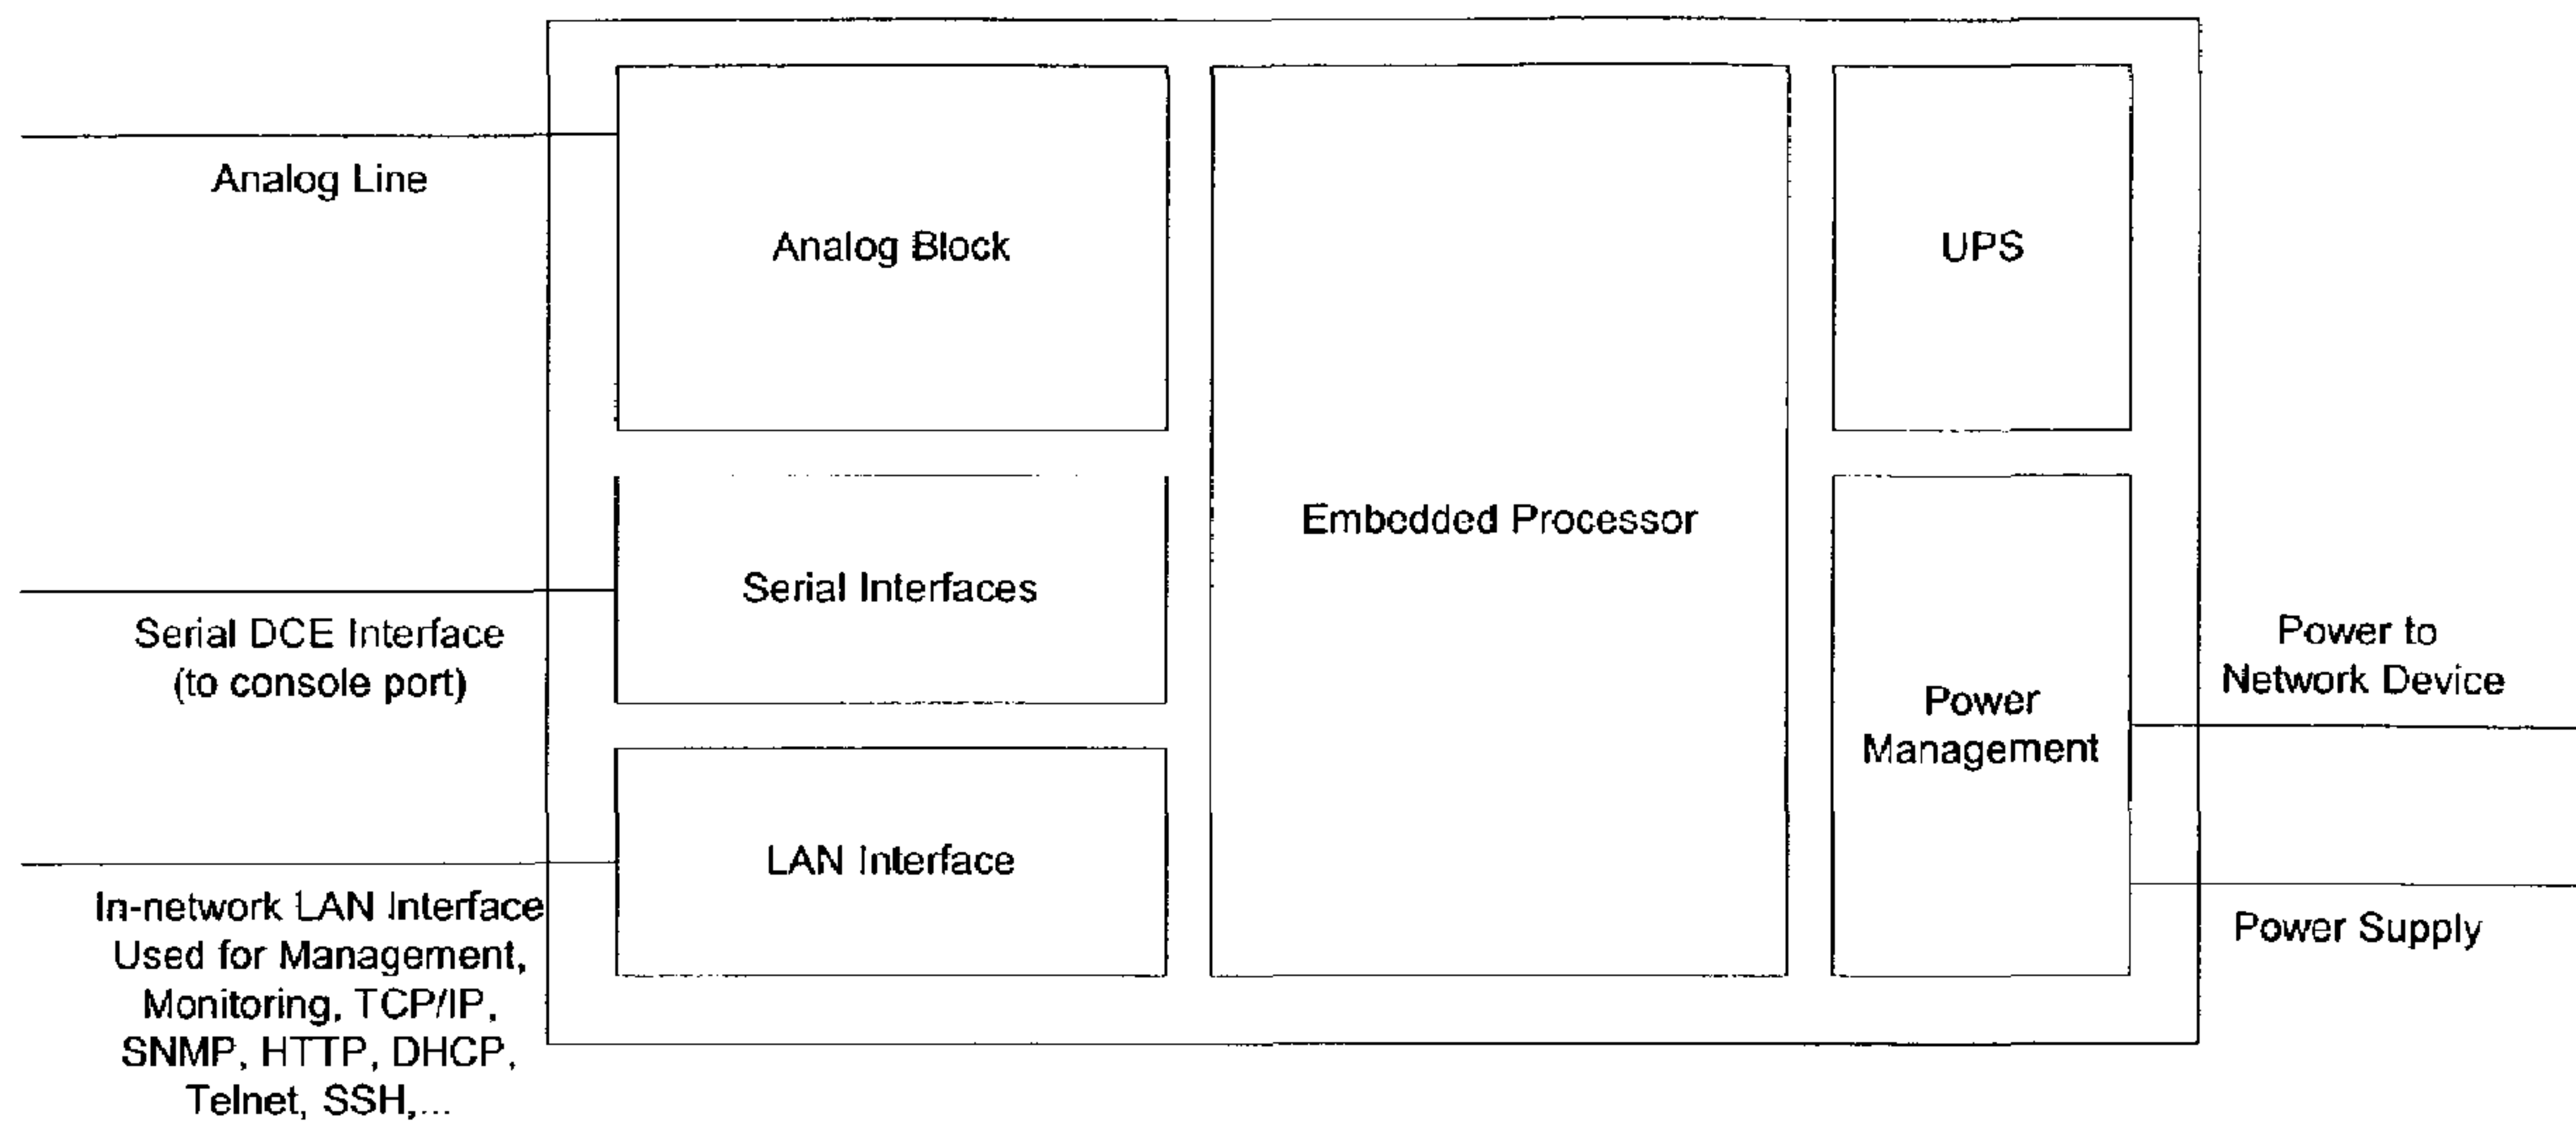 Analog Line
Analog Block
UPS
Embedded Processor
Serial Interfaces
Serial DCE Interface
(to console port)
Power to
Network Device
Power
Management
LAN Interface
In-network LAN Interface
Used for Management,
Monitoring, TCP/IP,
SNMP, HTTP, DHCP,
Telnet, SSH,...
Power Supply